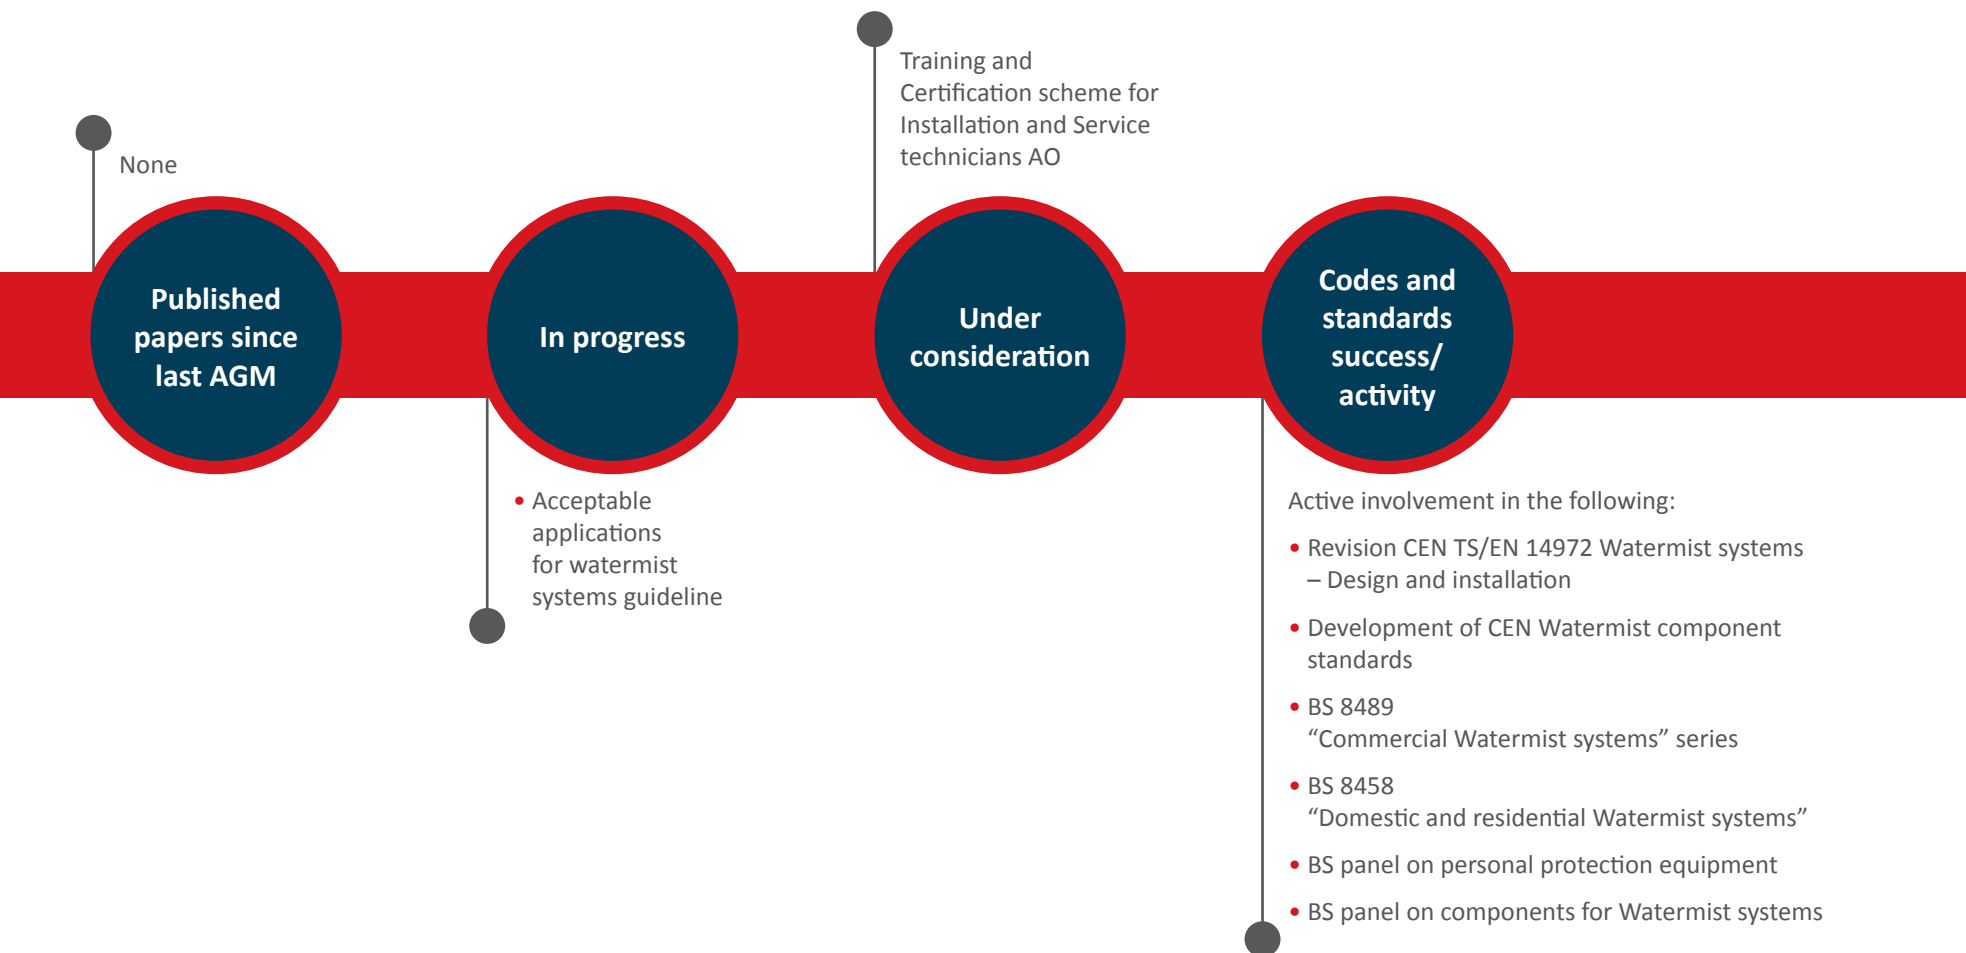 None
Published
papers since
last AGM
In progress
• Acceptable
applications
for watermist
systems guideline
Training and
Certification scheme for
Installation and Service
technicians AO
Under
consideration
Codes and
standards
success/
activity
Active involvement in the following:
• Revision CEN TS/EN 14972 Watermist systems
– Design and installation
• Development of CEN Watermist component
standards
• BS 8489
“Commercial Watermist systems” series
• BS 8458
“Domestic and residential Watermist systems”
• BS panel on personal protection equipment
• BS panel on components for Watermist systems